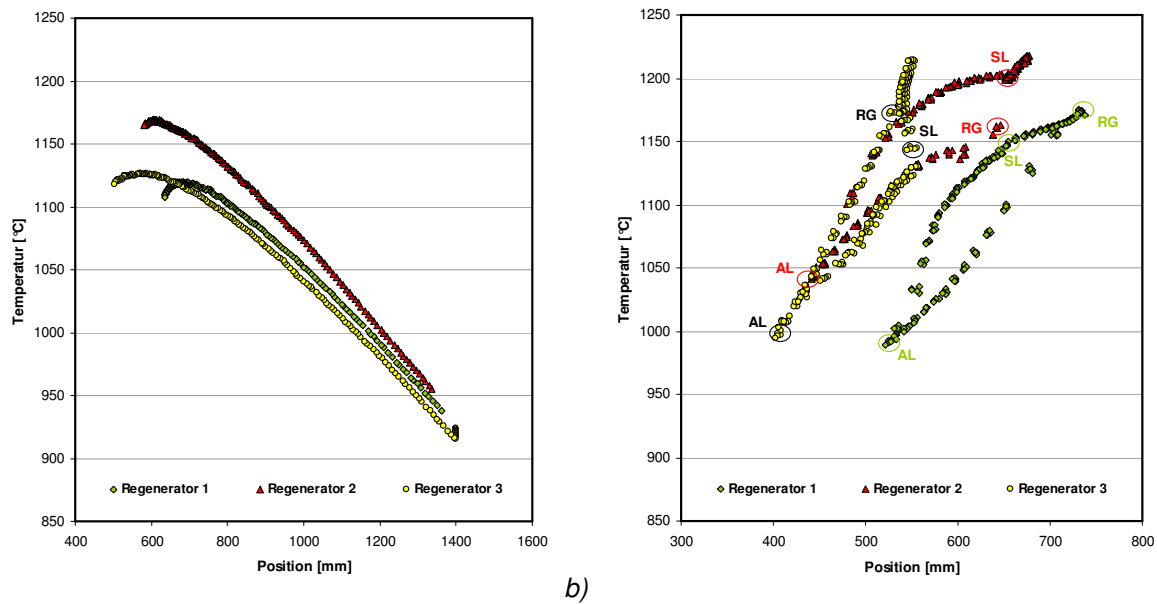 1250
1200
1150
1100
1050
1000
950
900
850
Temperatur [°C]
Regenerator 1 Regenerator 2 Regenerator 3
400 600 800 1000 1200 1400 1600
Position [mm]
b)
1250
1200
1150
1100
1050
1000
950
900
850
Temperatur [°C]
SL
RG
SL
RG
RG
SL
AL
AL
AL
Regenerator 1 Regenerator 2 Regenerator 3
300 400 500 600 700 800
Position [mm]